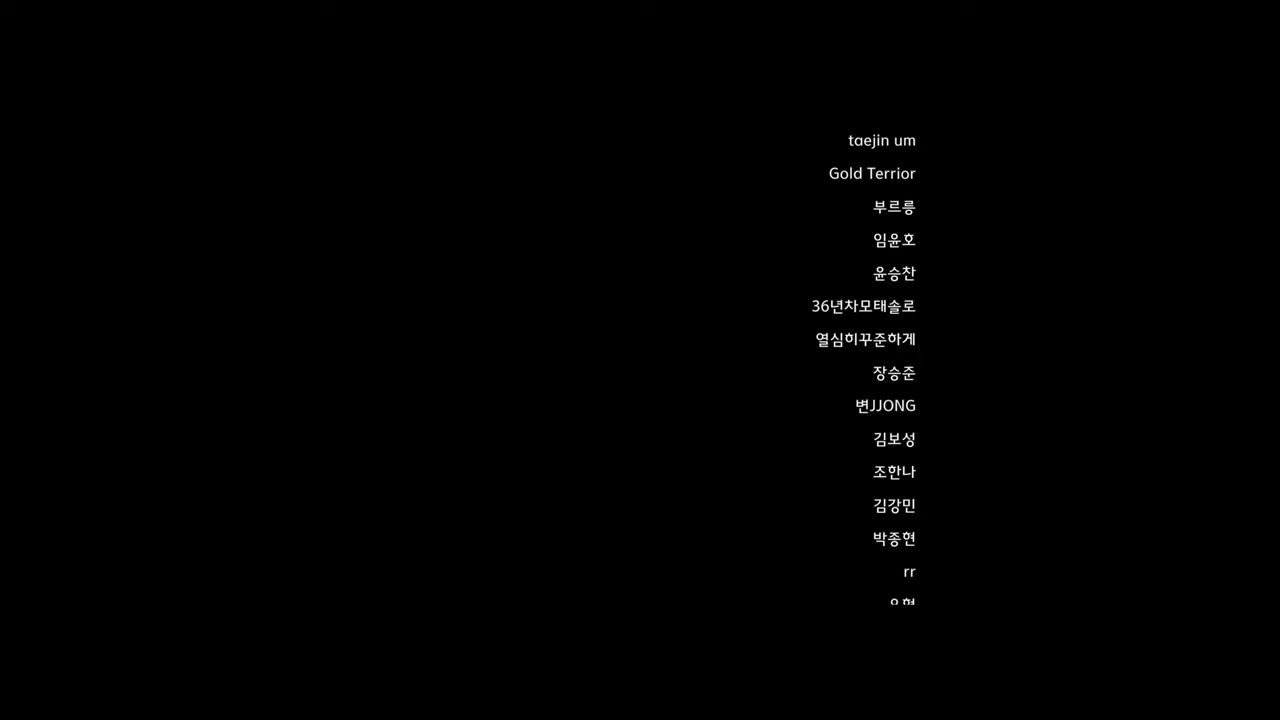 taejin um
Gold Terrior
부르릉
임윤호
윤승찬
36년차모태솔로
열심히꾸준하게
장승준
변JJONG
김보성
조한나
김강민
박종현
rr